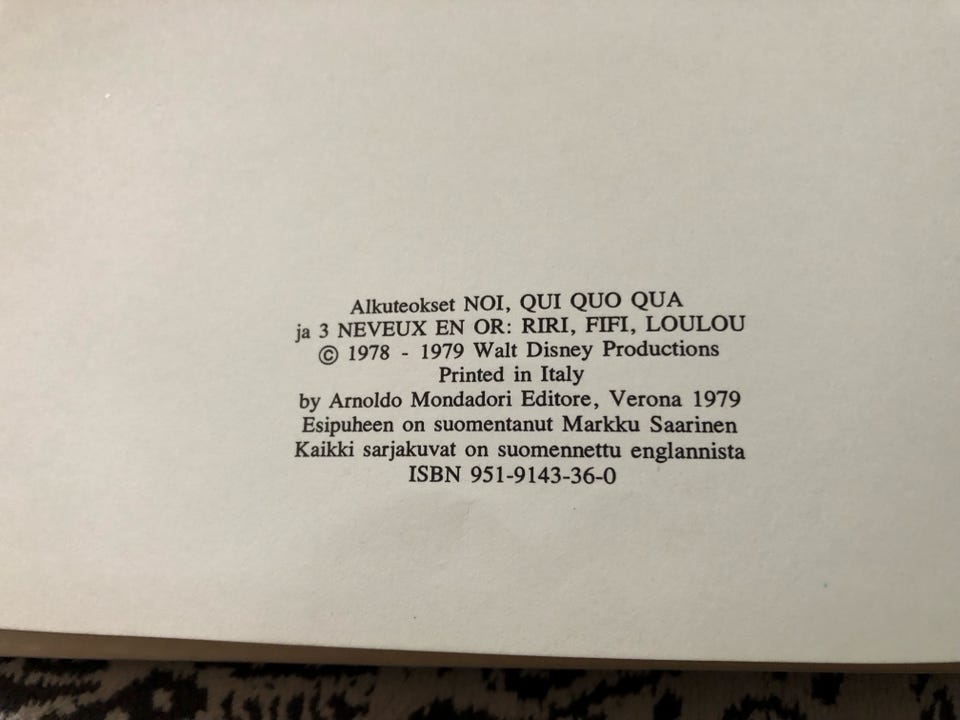 Alkuteokset NOI, QUI QUO QUA
ja 3 NEVEUX EN OR: RIRI, FIFI, LOULOU
© 1978 - 1979 Walt Disney Productions
Printed in Italy
by Arnoldo Mondadori Editore, Verona 1979
Esipuheen on suomentanut Markku Saarinen
Kaikki sarjakuvat on suomennettu englannista
ISBN 951-9143-36-0